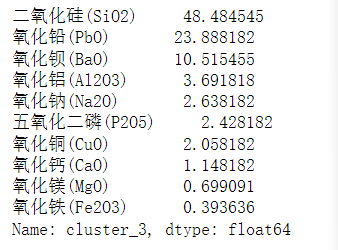 二氧化硅(SiO2) 48.484545
氧化铅(PbO) 23.888182
氧化钡(BaO) 10.515455
氧化铝(Al2O3) 3.691818
氧化钠(Na2O) 2.638182
五氧化二磷(P2O5) 2.428182
氧化铜(CuO) 2.058182
氧化钙(CaO) 1.148182
氧化镁(MgO) 0.699091
氧化铁(Fe2O3) 0.393636
Name: cluster_3, dtype: float64